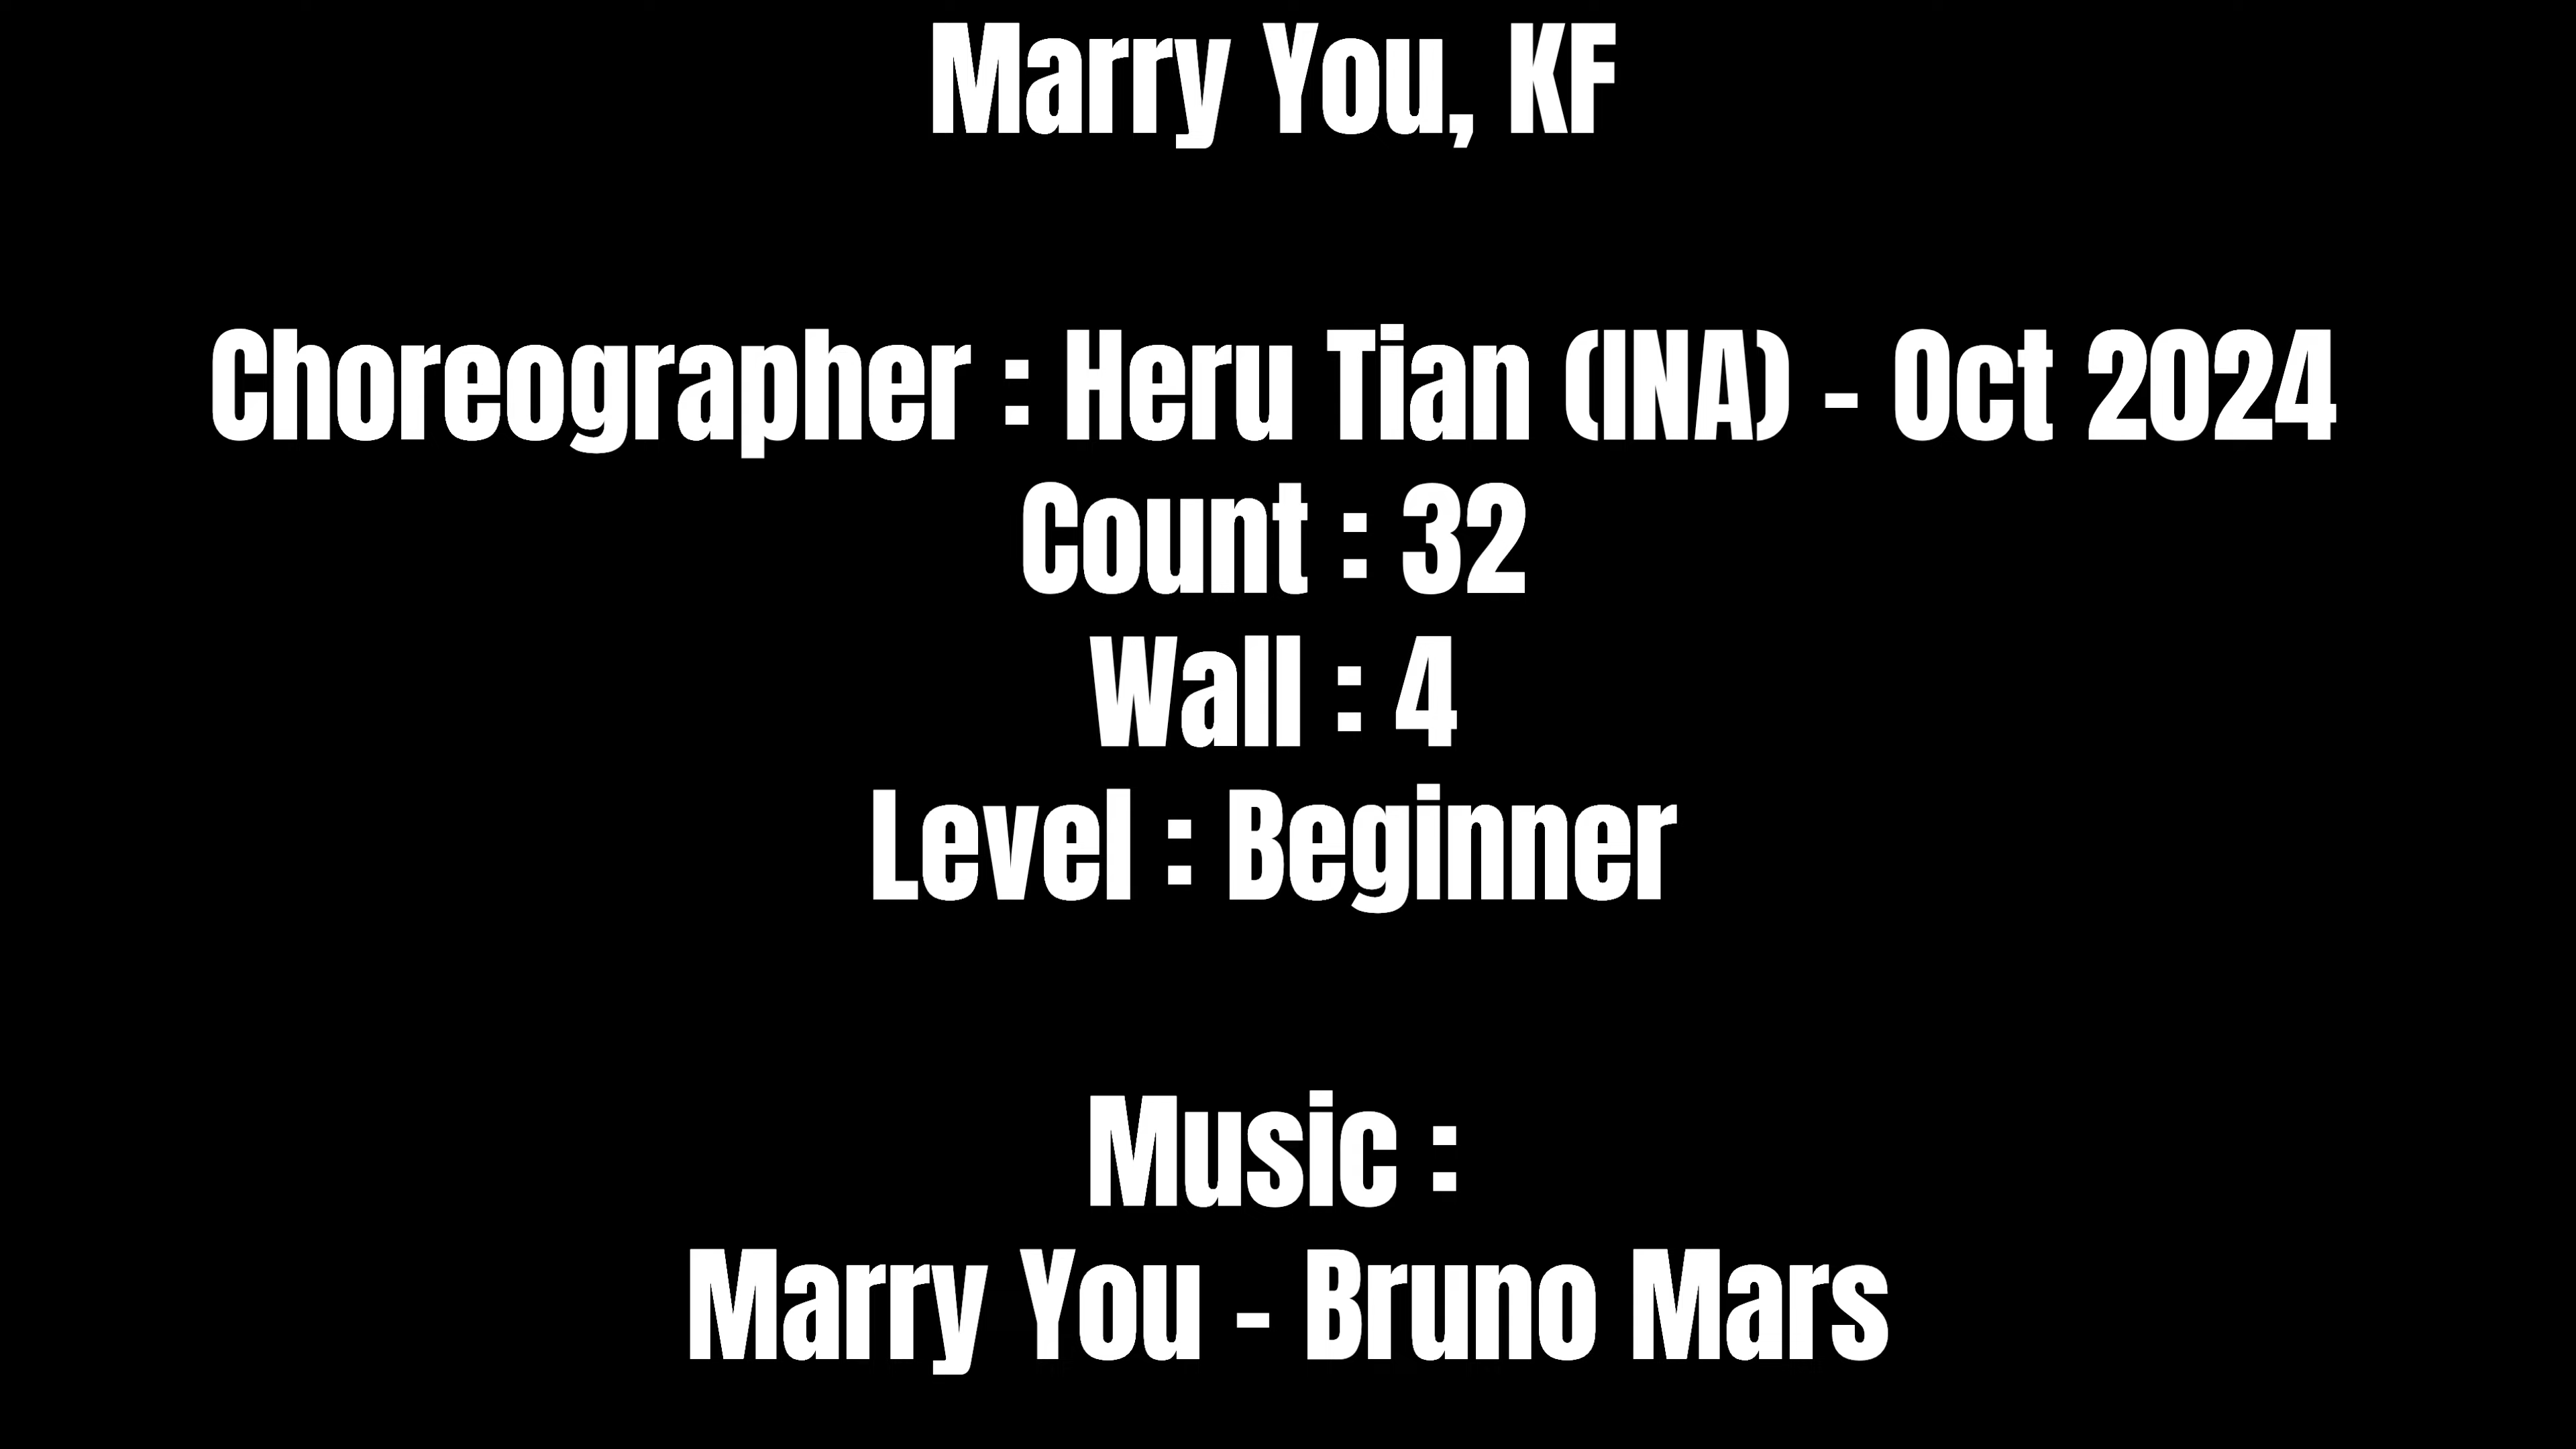 Marry You, KF
Choreographer : Heru Tian (INA) - Oct 2024
Count : 32
Wall : 4
Level : Beginner
Music :
Marry You - Bruno Mars